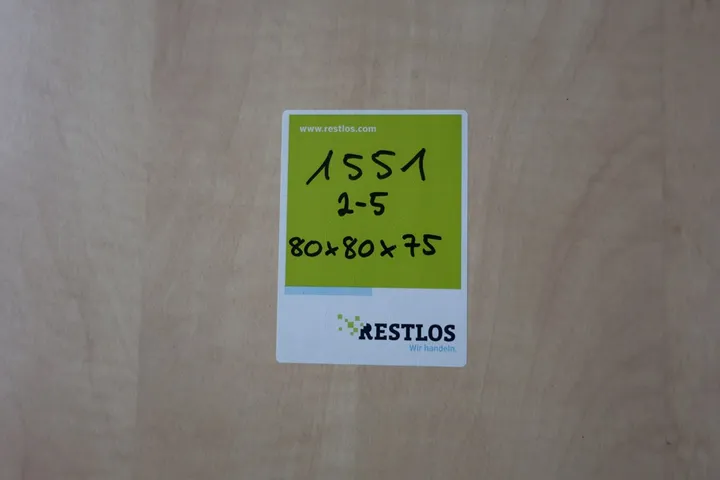 www.restlos.com
1551
2-5
80x80x75
RESTLOS
Wir handeln.